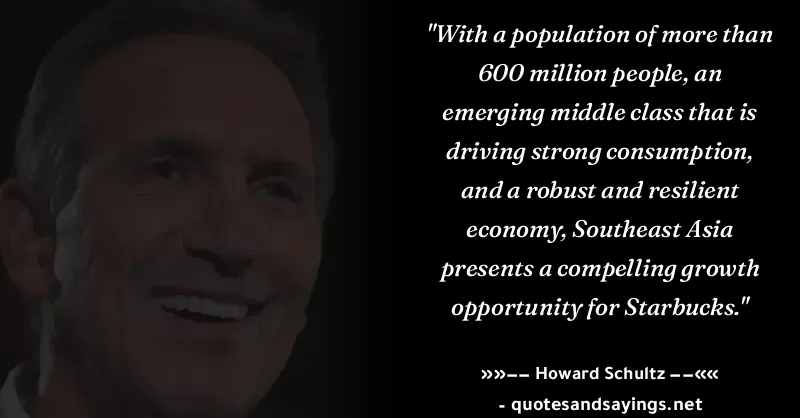 "With a population of more than
600 million people, an
emerging middle class that is
driving strong consumption,
and a robust and resilient
economy, Southeast Asia
presents a compelling growth
opportunity for Starbucks."
»»–– Howard Schultz ––««
- quotesandsayings.net